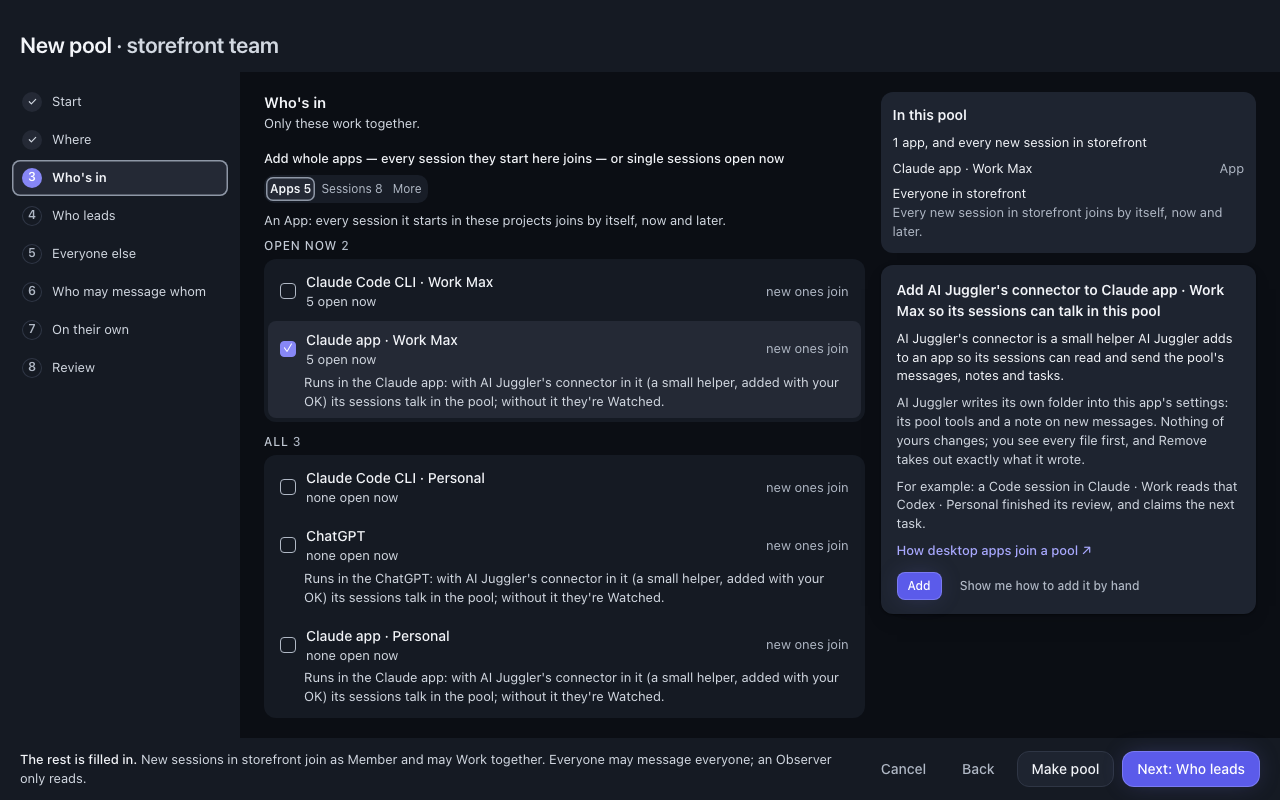 New pool · storefront team
Start
Where
3 Who's in
4 Who leads
5 Everyone else
6 Who may message whom
7 On their own
8 Review
Who's in
Only these work together.
Add whole apps — every session they start here joins — or single sessions open now
Apps 5 Sessions 8 More
An App: every session it starts in these projects joins by itself, now and later.
OPEN NOW 2
Claude Code CLI · Work Max
5 open now
new ones join
Claude app · Work Max
5 open now
new ones join
Runs in the Claude app: with AI Juggler's connector in it (a small helper, added with your
OK) its sessions talk in the pool; without it they're Watched.
ALL 3
Claude Code CLI · Personal
none open now
new ones join
ChatGPT
none open now
new ones join
Runs in the ChatGPT: with AI Juggler's connector in it (a small helper, added with your
OK) its sessions talk in the pool; without it they're Watched.
Claude app · Personal
none open now
new ones join
Runs in the Claude app: with AI Juggler's connector in it (a small helper, added with your
OK) its sessions talk in the pool; without it they're Watched.
In this pool
1 app, and every new session in storefront
Claude app · Work Max App
Everyone in storefront
Every new session in storefront joins by itself, now and
later.
Add AI Juggler's connector to Claude app · Work
Max so its sessions can talk in this pool
AI Juggler's connector is a small helper AI Juggler adds
to an app so its sessions can read and send the pool's
messages, notes and tasks.
AI Juggler writes its own folder into this app's settings:
its pool tools and a note on new messages. Nothing of
yours changes; you see every file first, and Remove
takes out exactly what it wrote.
For example: a Code session in Claude · Work reads that
Codex · Personal finished its review, and claims the next
task.
How desktop apps join a pool ↗
Add Show me how to add it by hand
The rest is filled in. New sessions in storefront join as Member and may Work together. Everyone may message everyone; an Observer
only reads.
Cancel Back Make pool Next: Who leads